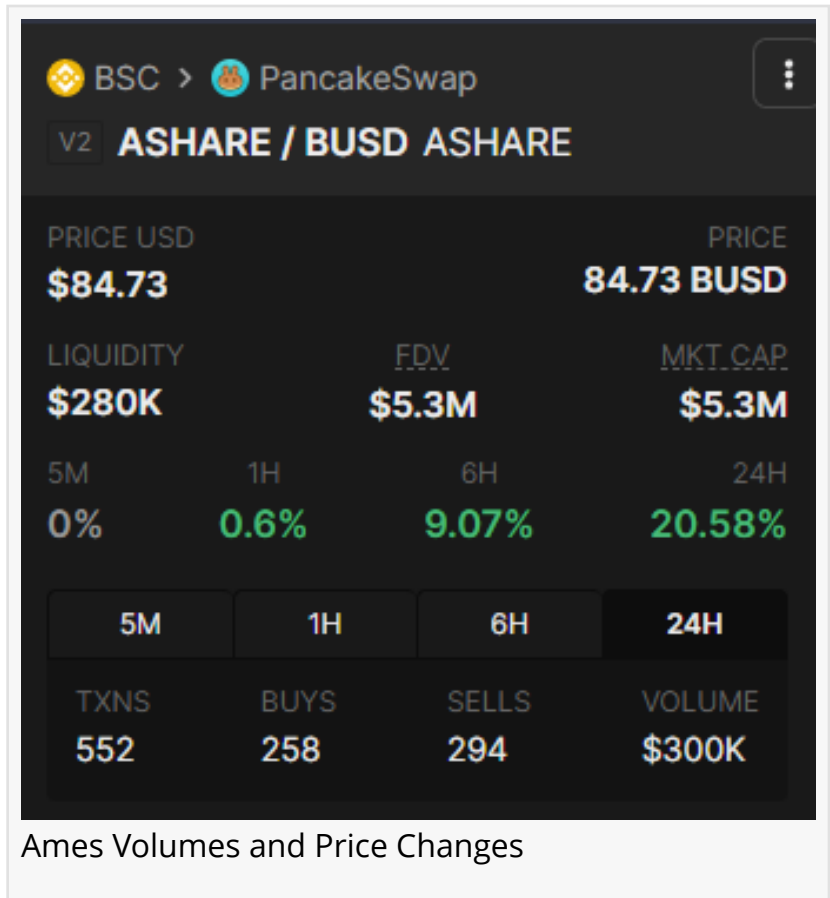 BSC > PancakeSwap
V2 ASHARE / BUSD ASHARE
PRICE USD PRICE
$84.73 84.73 BUSD
LIQUIDITY FDV MKT CAP
$280K $5.3M $5.3M
5M 1H 6H 24H
0% 0.6% 9.07% 20.58%
5M 1H 6H 24H
TXNS BUYS SELLS VOLUME
552 258 294 $300K
Ames Volumes and Price Changes